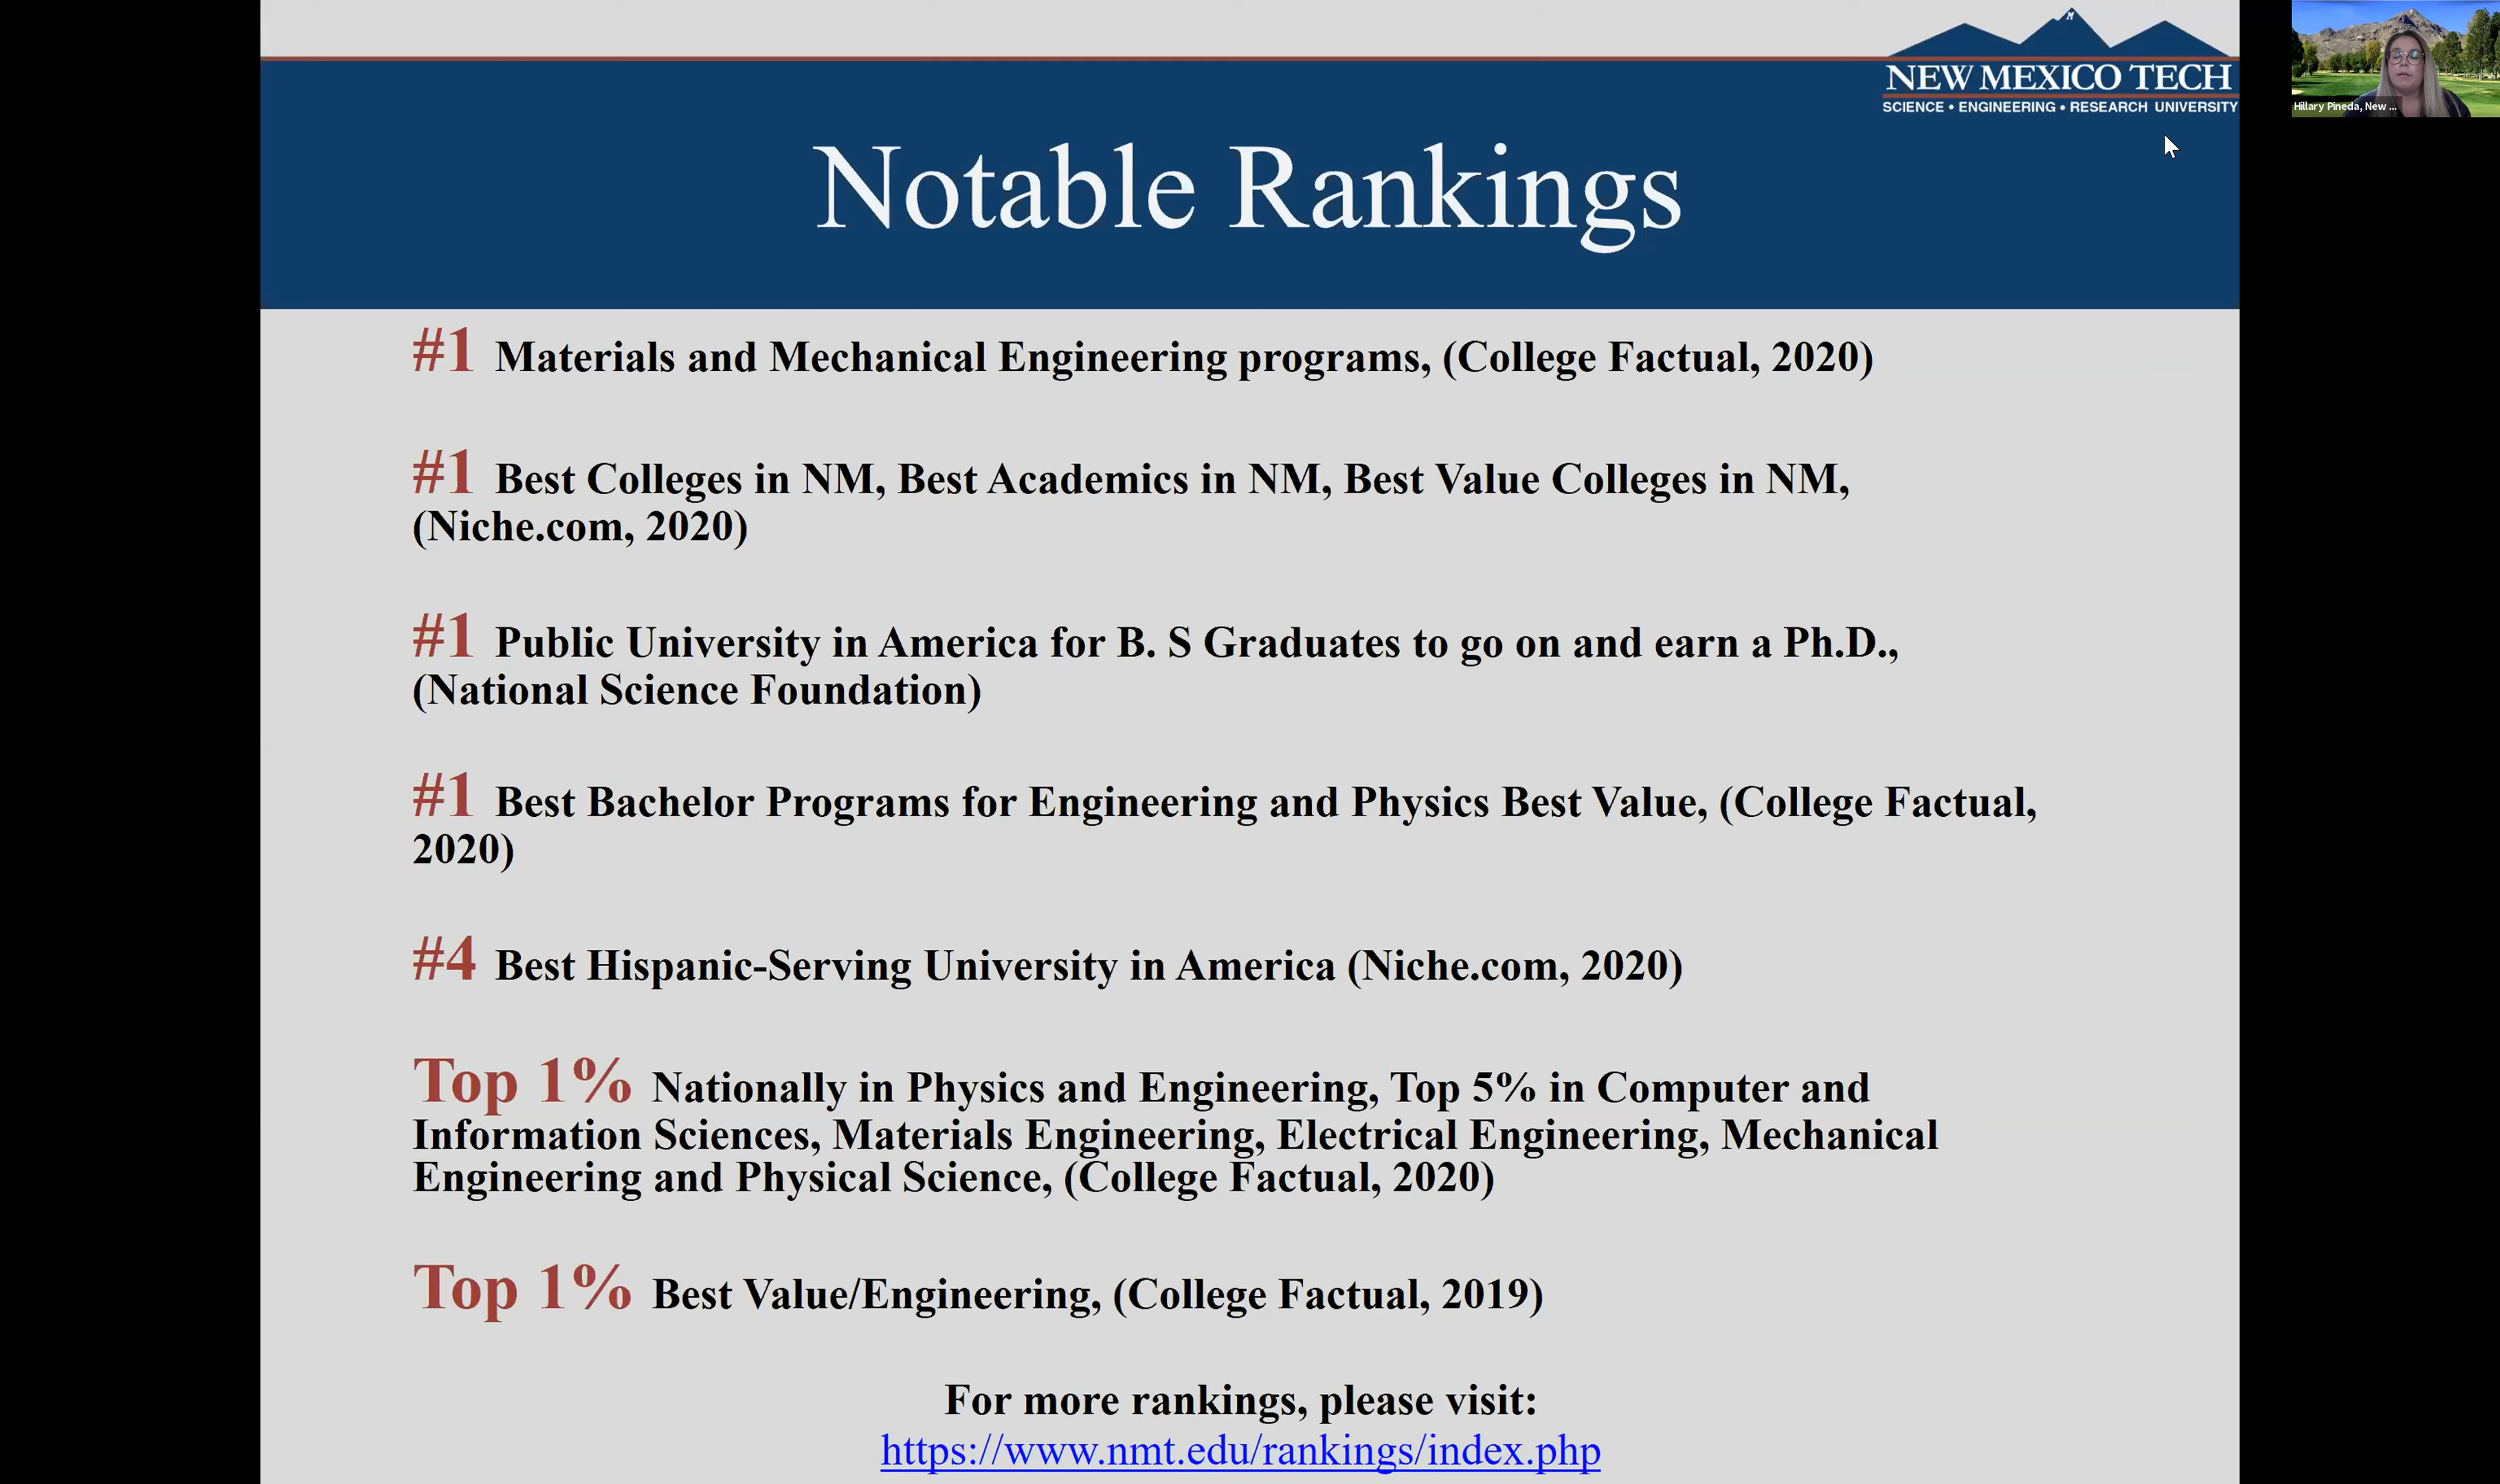 NEW MEXICO TECH
SCIENCE • ENGINEERING • RESEARCH UNIVERSITY
Hillary Pineda, New ...
Notable Rankings
#1 Materials and Mechanical Engineering programs, (College Factual, 2020)
#1 Best Colleges in NM, Best Academics in NM, Best Value Colleges in NM,
(Niche.com, 2020)
#1 Public University in America for B. S Graduates to go on and earn a Ph.D.,
(National Science Foundation)
#1 Best Bachelor Programs for Engineering and Physics Best Value, (College Factual,
2020)
#4 Best Hispanic-Serving University in America (Niche.com, 2020)
Top 1% Nationally in Physics and Engineering, Top 5% in Computer and
Information Sciences, Materials Engineering, Electrical Engineering, Mechanical
Engineering and Physical Science, (College Factual, 2020)
Top 1% Best Value/Engineering, (College Factual, 2019)
For more rankings, please visit:
https://www.nmt.edu/rankings/index.php